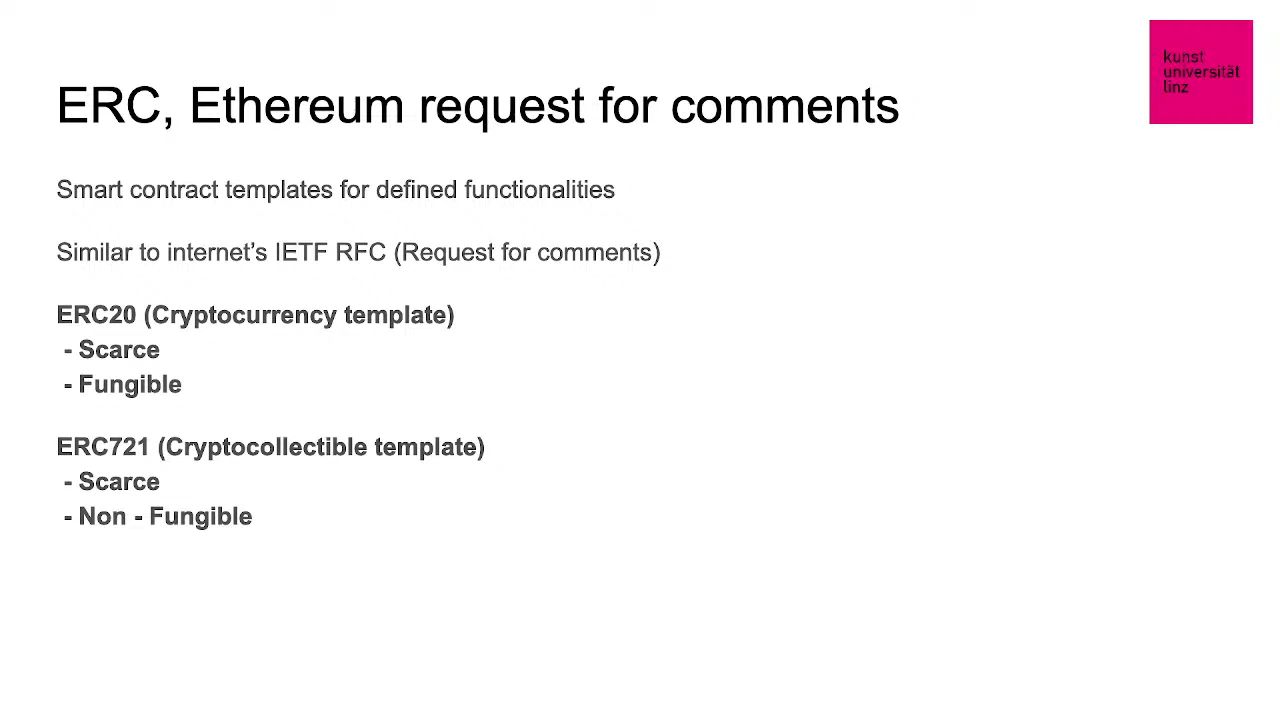 kunst
universität
linz
ERC, Ethereum request for comments
Smart contract templates for defined functionalities
Similar to internet’s IETF RFC (Request for comments)
ERC20 (Cryptocurrency template)
- Scarce
- Fungible
ERC721 (Cryptocollectible template)
- Scarce
- Non - Fungible